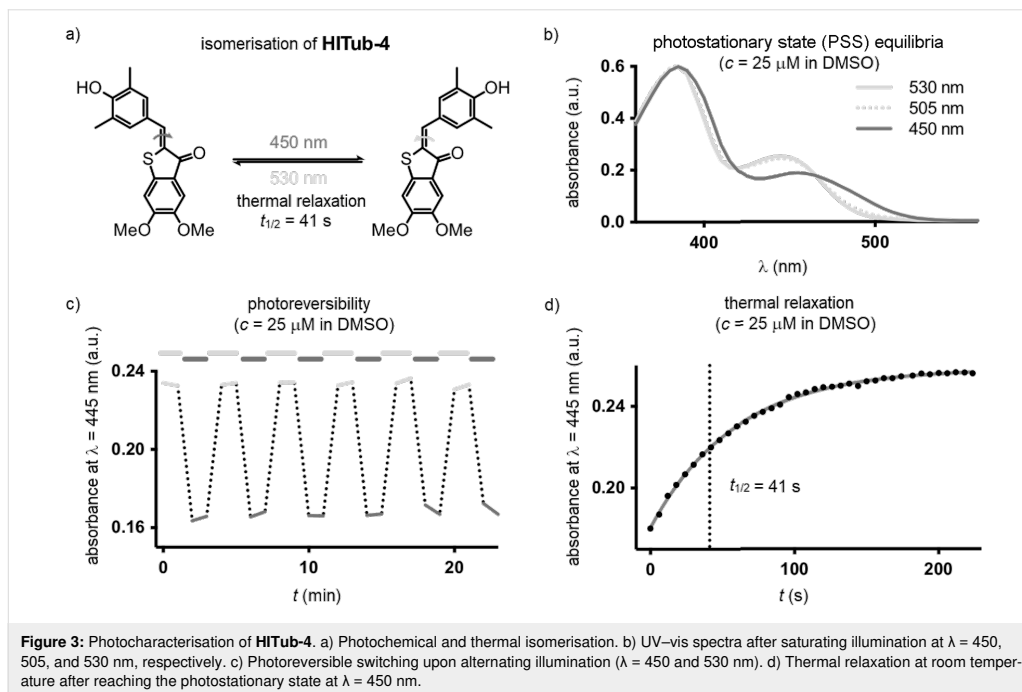 a)
isomerisation of HITub-4
OH
S
O
MeO
OMe
450 nm
530 nm
thermal relaxation
t1/2 = 41 s
OH
S
O
MeO
OMe
b)
photostationary state (PSS) equilibria
(c = 25 μM in DMSO)
530 nm
505 nm
450 nm
absorbance (a.u.)
0.6
0.4
0.2
0.0
400
500
λ (nm)
c)
photoreversibility
(c = 25 μM in DMSO)
absorbance at λ = 445 nm (a.u.)
0.24
0.20
0.16
0
10
20
t (min)
d)
thermal relaxation
(c = 25 μM in DMSO)
absorbance at λ = 445 nm (a.u.)
0.24
0.20
t1/2 = 41 s
0
100
200
t (s)
Figure 3: Photocharacterisation of HITub-4. a) Photochemical and thermal isomerisation. b) UV–vis spectra after saturating illumination at λ = 450,
505, and 530 nm, respectively. c) Photoreversible switching upon alternating illumination (λ = 450 and 530 nm). d) Thermal relaxation at room temper-
ature after reaching the photostationary state at λ = 450 nm.